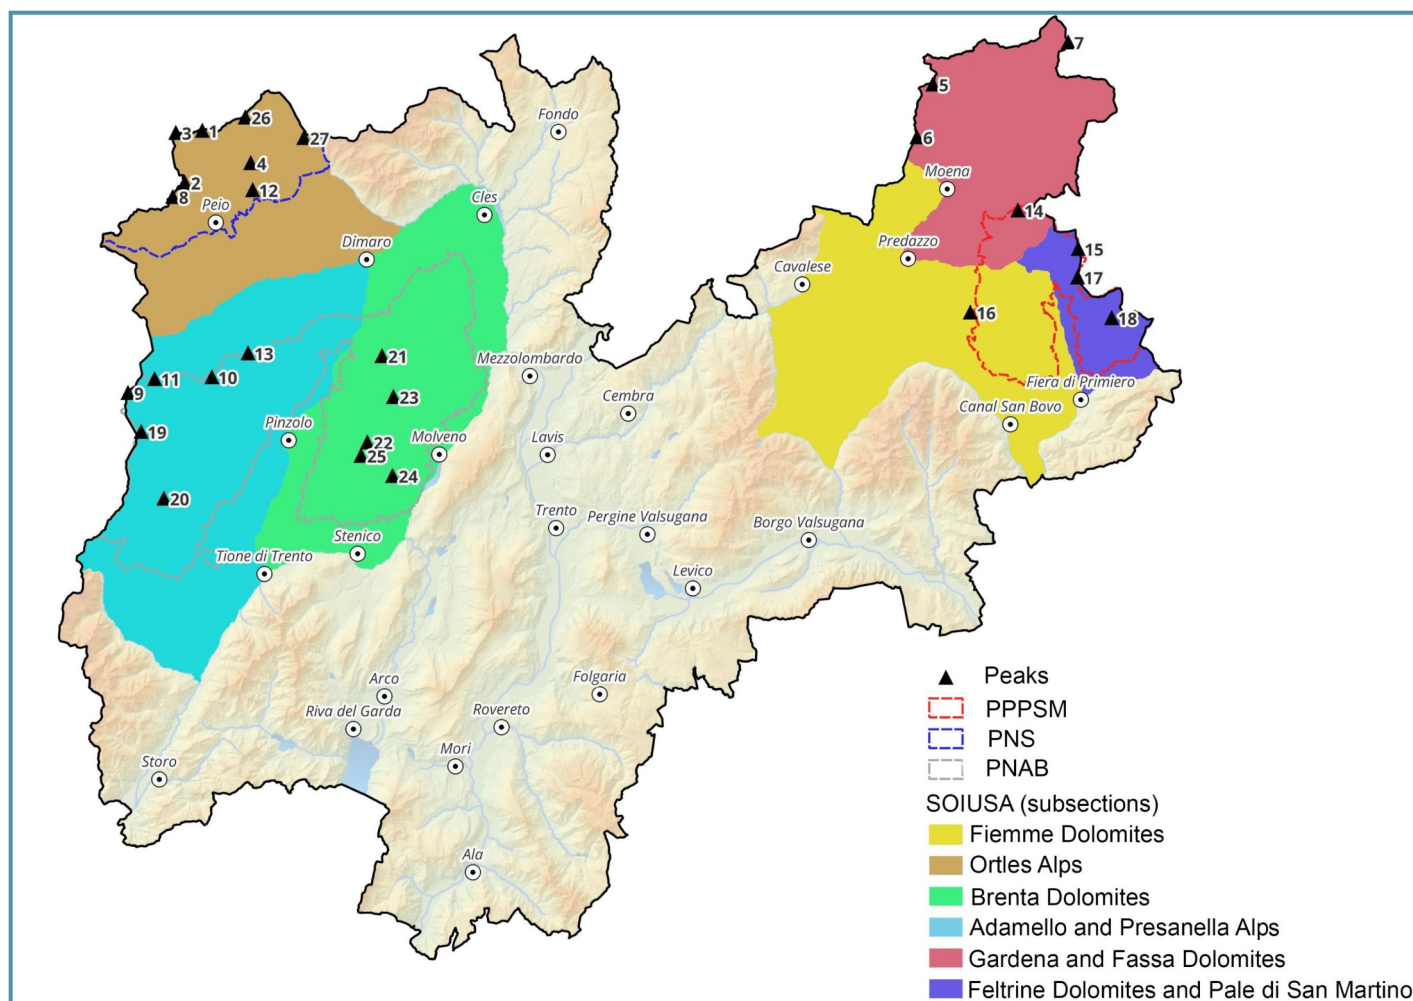 7
5
Fondo
26
3
1
27
6
4
Moena
2
12
8
Cles
Peio
14
Dimaro
Predazzo
15
Cavalese
17
16
18
13
21
Mezzolombardo
11
10
Fiera di Primiero
9
23
Cembra
Canal San Bovo
19
Pinzolo
22
Molveno
Lavis
25
24
20
Trento
Pergine Valsugana
Borgo Valsugana
Stenico
Tione di Trento
Levico
Folgaria
Arco
Riva del Garda
Rovereto
Mori
Storo
Ala
Peaks
PPPSM
PNS
PNAB
SOIUSA (subsections)
Fiemme Dolomites
Ortles Alps
Brenta Dolomites
Adamello and Presanella Alps
Gardena and Fassa Dolomites
Feltrine Dolomites and Pale di San Martino